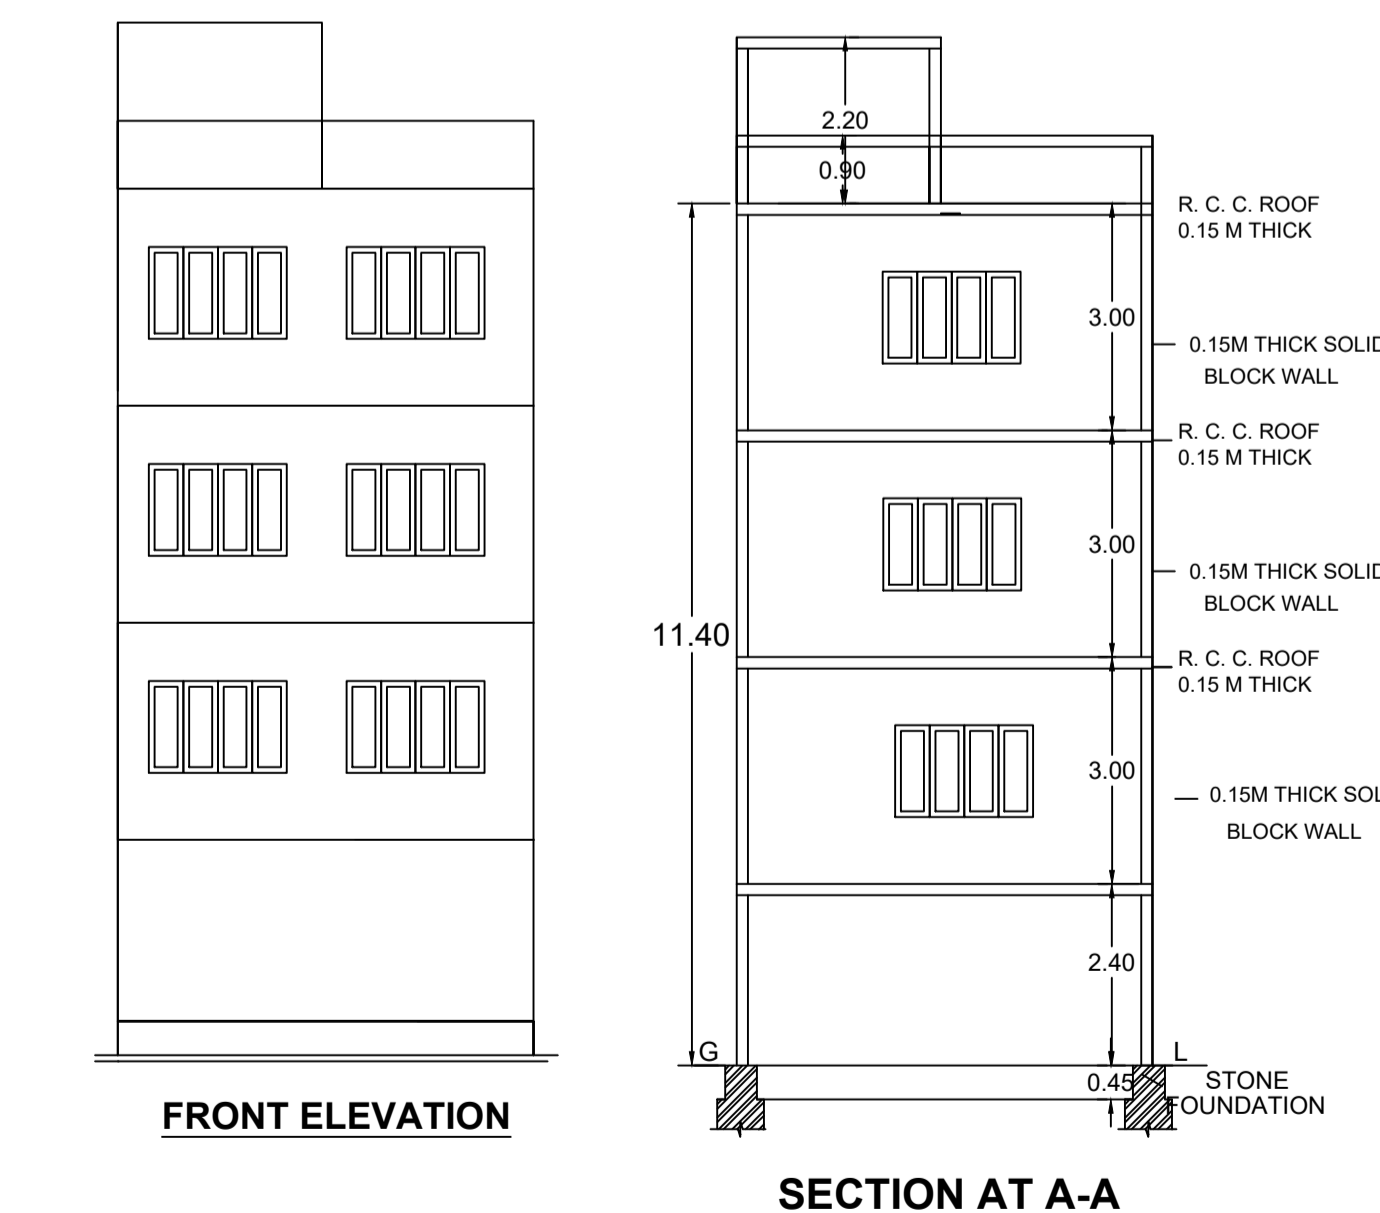 2.20
0.90
R. C. C. ROOF
0.15 M THICK
3.00
0.15M THICK SOLID
BLOCK WALL
R. C. C. ROOF
0.15 M THICK
3.00
0.15M THICK SOLID
BLOCK WALL
11.40
R. C. C. ROOF
0.15 M THICK
3.00
0.15M THICK SOL
BLOCK WALL
2.40
G
L
0.45
STONE
FOUNDATION
FRONT ELEVATION
SECTION AT A-A